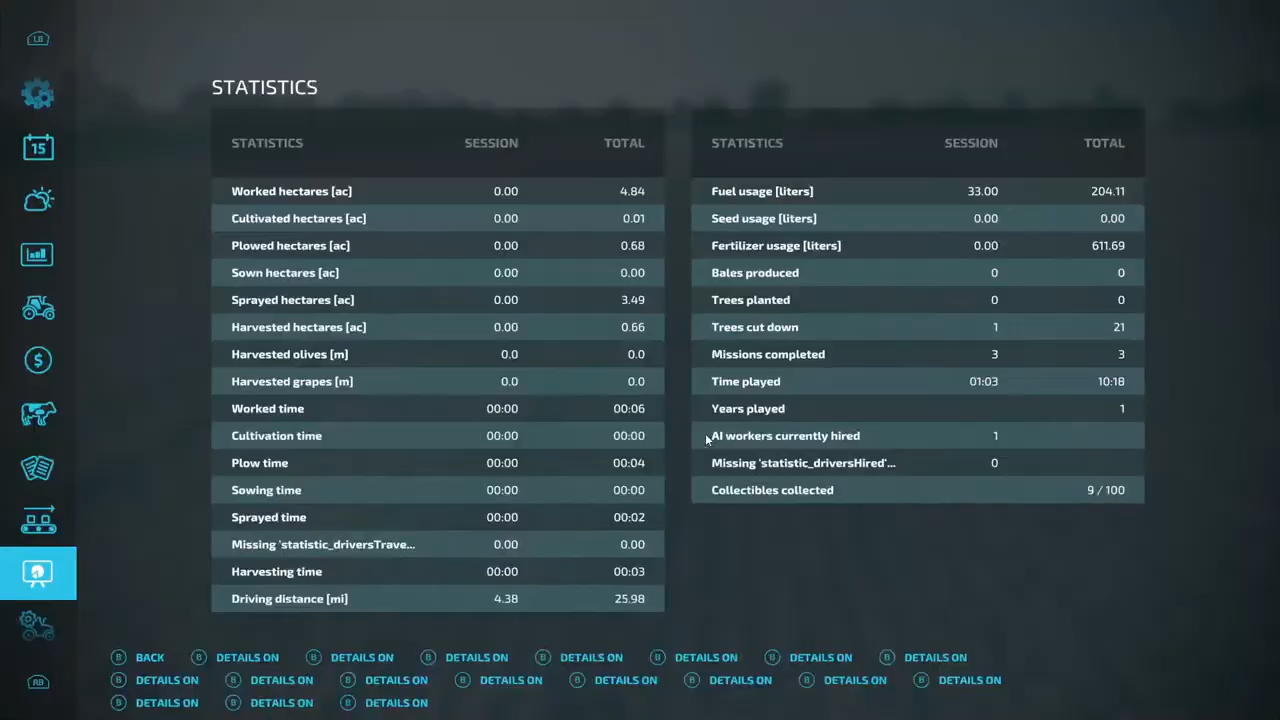 LB
15
STATISTICS
STATISTICS SESSION TOTAL
Worked hectares [ac] 0.00 4.84
Cultivated hectares [ac] 0.00 0.01
Plowed hectares [ac] 0.00 0.68
Sown hectares [ac] 0.00 0.00
Sprayed hectares [ac] 0.00 3.49
Harvested hectares [ac] 0.00 0.66
Harvested olives [m] 0.0 0.0
Harvested grapes [m] 0.0 0.0
Worked time 00:00 00:06
Cultivation time 00:00 00:00
Plow time 00:00 00:04
Sowing time 00:00 00:00
Sprayed time 00:00 00:02
Missing 'statistic_driversTrave... 0.00 0.00
Harvesting time 00:00 00:03
Driving distance [mi] 4.38 25.98
STATISTICS SESSION TOTAL
Fuel usage [liters] 33.00 204.11
Seed usage [liters] 0.00 0.00
Fertilizer usage [liters] 0.00 611.69
Bales produced 0 0
Trees planted 0 0
Trees cut down 1 21
Missions completed 3 3
Time played 01:03 10:18
Years played 1
AI workers currently hired 1
Missing 'statistic_driversHired'... 0
Collectibles collected 9 / 100
$
RB
B BACK B DETAILS ON B DETAILS ON B DETAILS ON B DETAILS ON B DETAILS ON B DETAILS ON B DETAILS ON
B DETAILS ON B DETAILS ON B DETAILS ON B DETAILS ON B DETAILS ON B DETAILS ON B DETAILS ON B DETAILS ON
B DETAILS ON B DETAILS ON B DETAILS ON